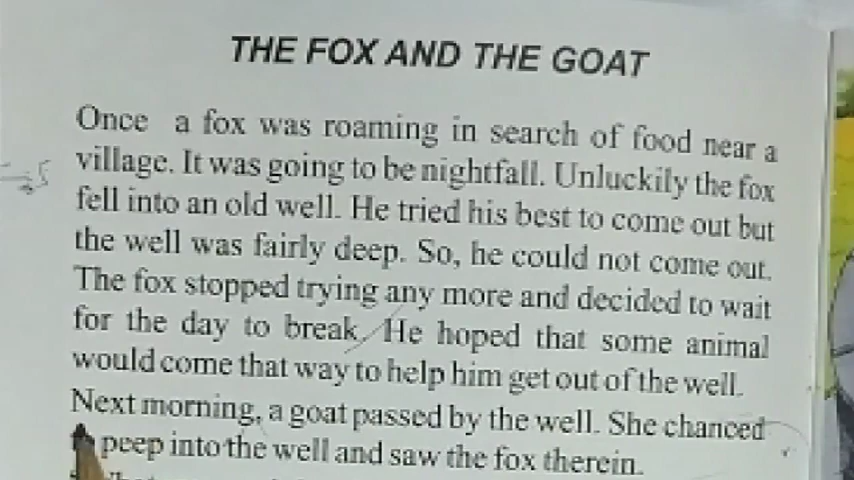 THE FOX AND THE GOAT
Once a fox was roaming in search of food near a
village. It was going to be nightfall. Unluckily the fox
fell into an old well. He tried his best to come out but
the well was fairly deep. So, he could not come out.
The fox stopped trying any more and decided to wait
for the day to break. He hoped that some animal
would come that way to help him get out of the well.
Next morning, a goat passed by the well. She chanced
peep into the well and saw the fox therein.